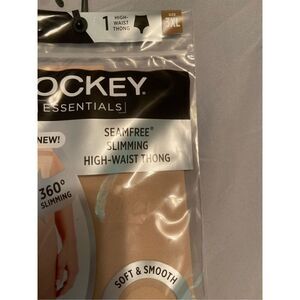 1 HIGH-
WAIST
THONG
SIZE
3XL
OCKEY®
ESSENTIALS
NEW!
SEAMFREE®
SLIMMING
HIGH-WAIST THONG
360°
SLIMMING
SOFT & SMOOTH